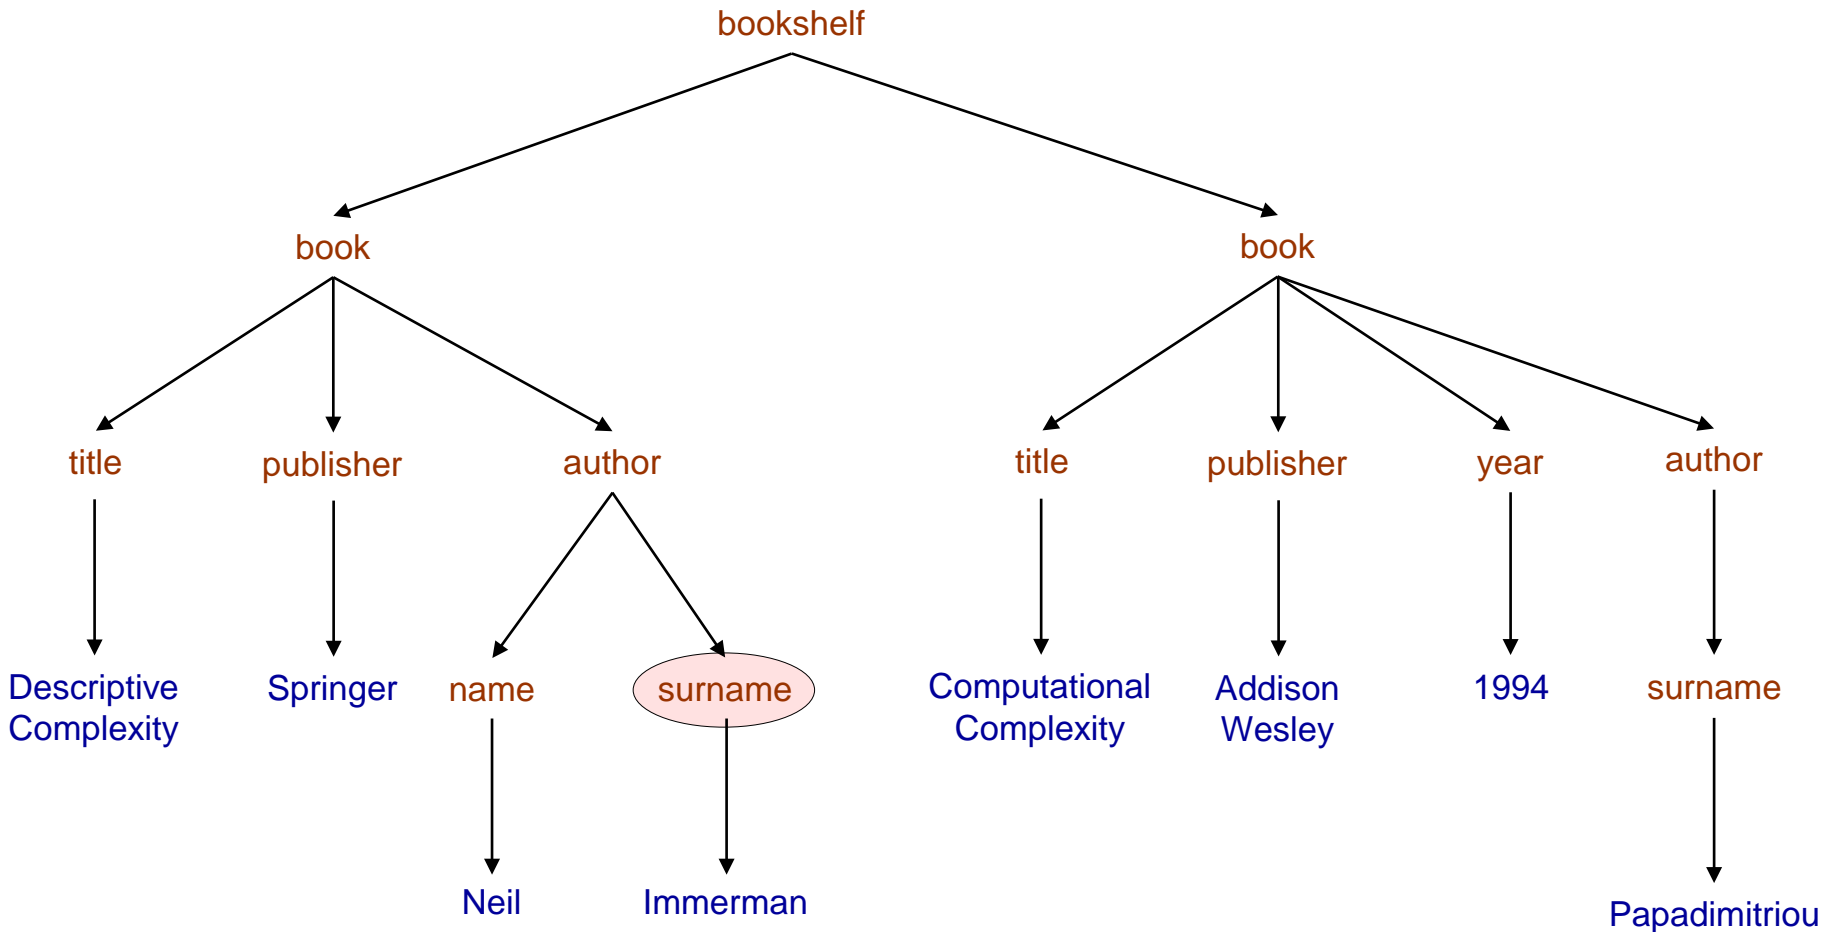 bookshelf
book
book
title
publisher
author
title
publisher
year
author
Descriptive
Complexity
Springer
name
surname
Computational
Complexity
Addison
Wesley
1994
surname
Neil
Immerman
Papadimitriou